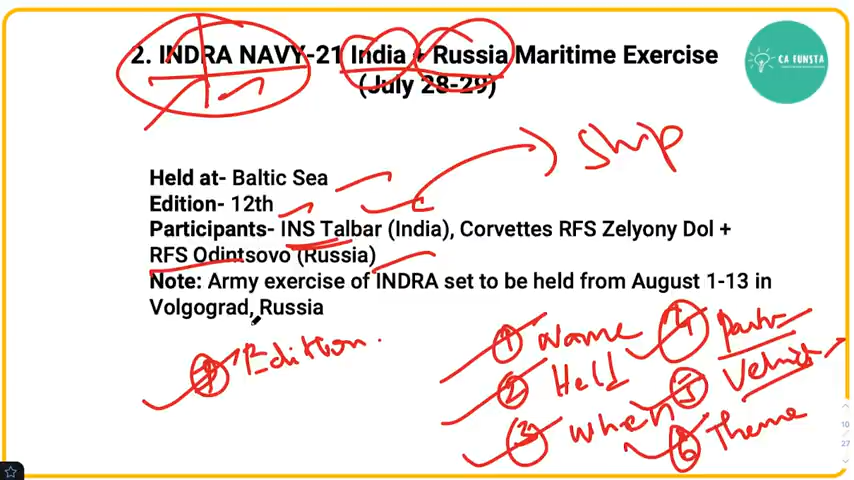 2. INDRA NAVY-21 India + Russia Maritime Exercise
(July 28-29)
CA FUNSTA
Ship
Held at- Baltic Sea
Edition- 12th
Participants- INS Talbar (India), Corvettes RFS Zelyony Dol +
RFS Odintsovo (Russia)
Note: Army exercise of INDRA set to be held from August 1-13 in
Volgograd, Russia
Edition.
1 Name
2 Held
3 When
4
5
6 Theme
10
27